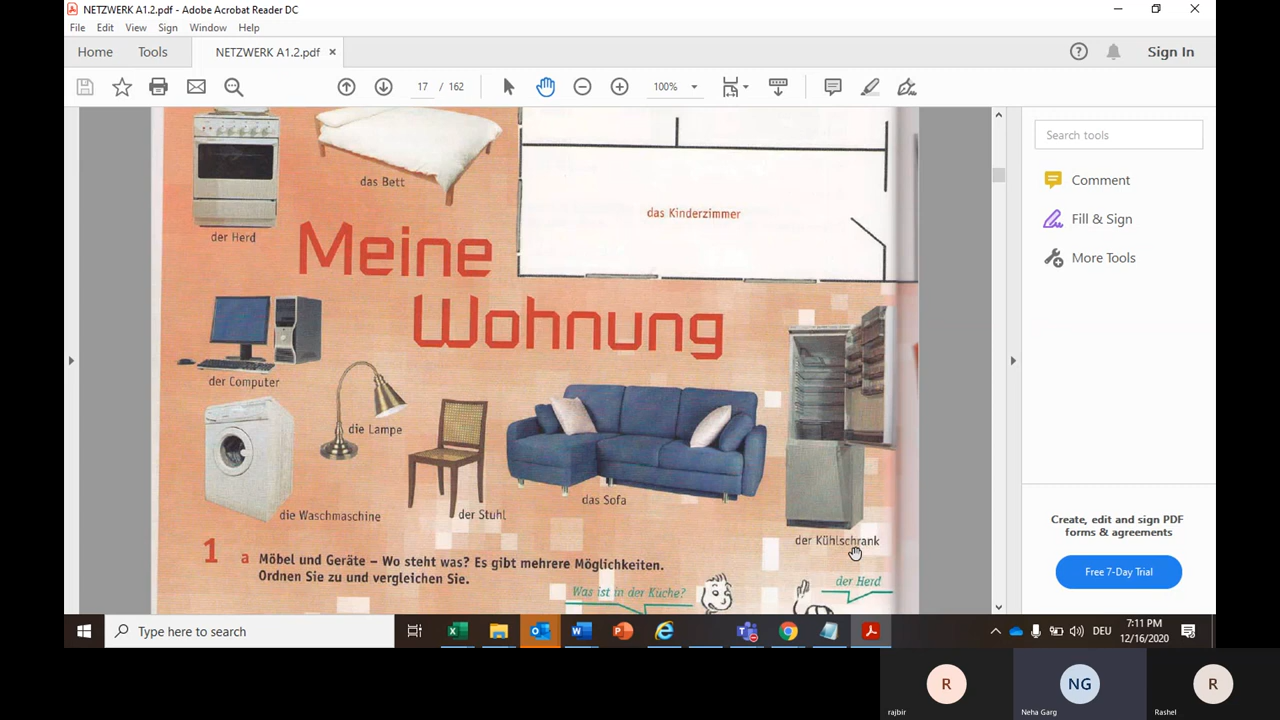 NETZWERK A1.2.pdf - Adobe Acrobat Reader DC
File Edit View Sign Window Help
Home Tools NETZWERK A1.2.pdf × Sign In
17 / 162 100%
Search tools
Comment
Fill & Sign
More Tools
das Bett
das Kinderzimmer
der Herd
Meine
Wohnung
der Computer
die Lampe
das Sofa
die Waschmaschine
der Stuhl
der Kühlschrank
1 a Möbel und Geräte – Wo steht was? Es gibt mehrere Möglichkeiten.
Ordnen Sie zu und vergleichen Sie.
Was ist in der Küche?
der Herd
Create, edit and sign PDF
forms & agreements
Free 7-Day Trial
Type here to search
DEU
7:11 PM
12/16/2020
R
rajbir
NG
Neha Garg
R
Rashel